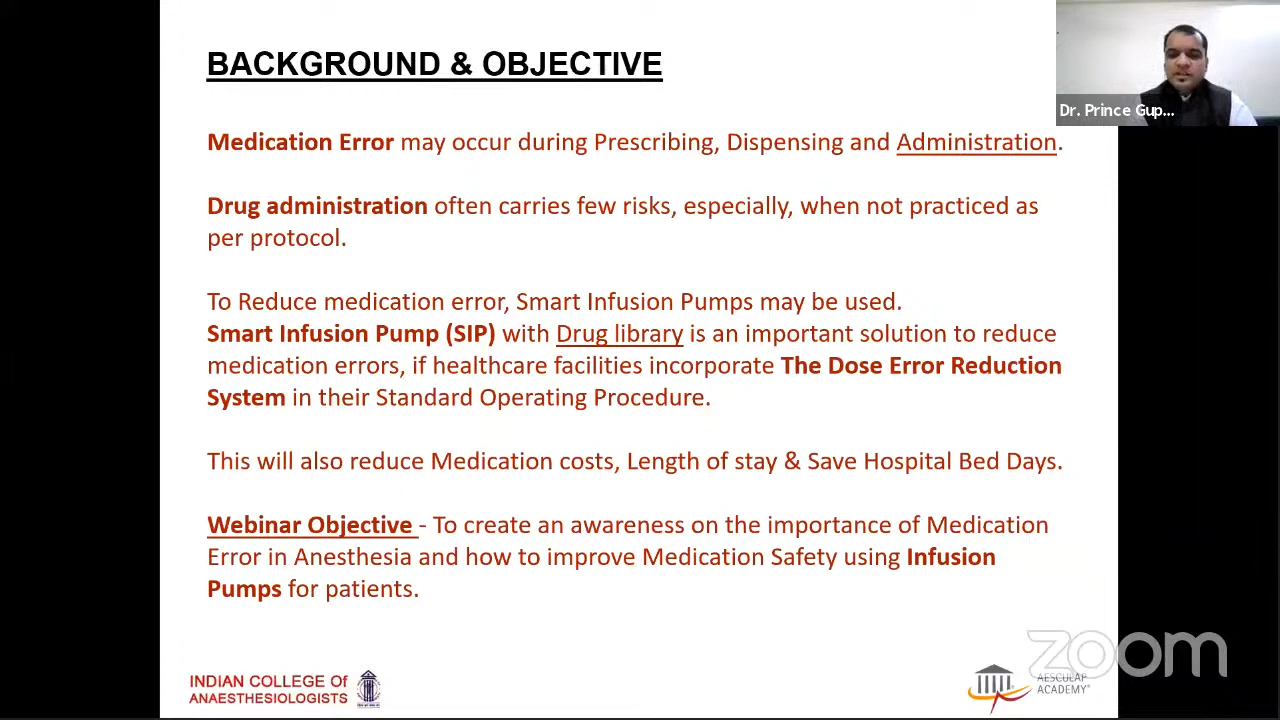 BACKGROUND & OBJECTIVE
Dr. Prince Gup...
Medication Error may occur during Prescribing, Dispensing and Administration.
Drug administration often carries few risks, especially, when not practiced as
per protocol.
To Reduce medication error, Smart Infusion Pumps may be used.
Smart Infusion Pump (SIP) with Drug library is an important solution to reduce
medication errors, if healthcare facilities incorporate The Dose Error Reduction
System in their Standard Operating Procedure.
This will also reduce Medication costs, Length of stay & Save Hospital Bed Days.
Webinar Objective - To create an awareness on the importance of Medication
Error in Anesthesia and how to improve Medication Safety using Infusion
Pumps for patients.
zoom
INDIAN COLLEGE OF
ANAESTHESIOLOGISTS
AESCULAP
ACADEMY®